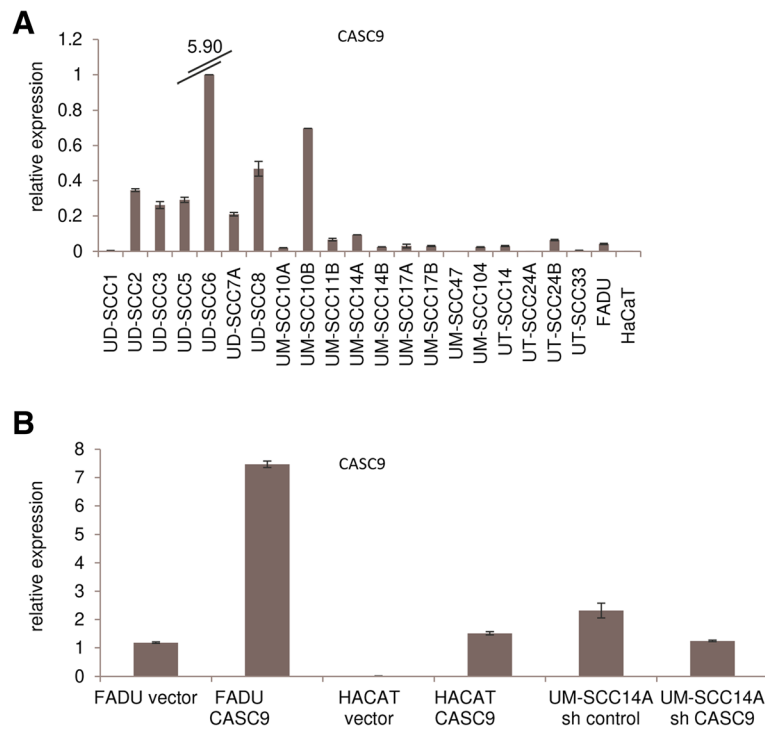 A
CASC9
5.90
relative expression
1.2
1
0.8
0.6
0.4
0.2
0
UD-SCC1
UD-SCC2
UD-SCC3
UD-SCC5
UD-SCC6
UD-SCC7A
UD-SCC8
UM-SCC10A
UM-SCC10B
UM-SCC11B
UM-SCC14A
UM-SCC14B
UM-SCC17A
UM-SCC17B
UM-SCC47
UM-SCC104
UT-SCC14
UT-SCC24A
UT-SCC24B
UT-SCC33
FADU
HaCaT
B
CASC9
relative expression
8
7
6
5
4
3
2
1
0
FADU vector
FADU
CASC9
HACAT
vector
HACAT
CASC9
UM-SCC14A
sh control
UM-SCC14A
sh CASC9